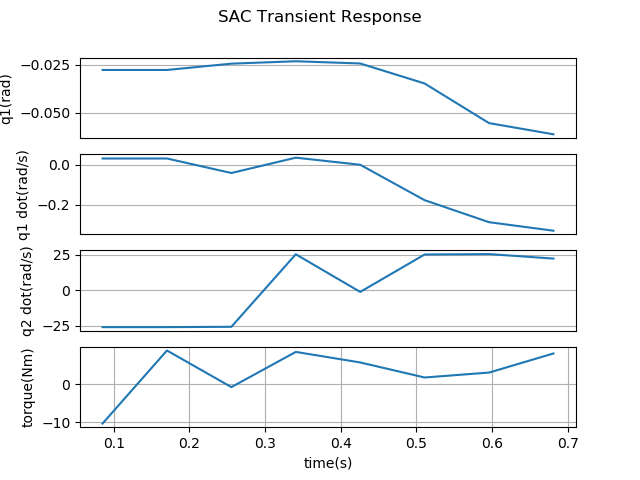 SAC Transient Response
q1(rad)
−0.025
−0.050
q1 dot(rad/s)
0.0
−0.2
q2 dot(rad/s)
25
0
−25
torque(Nm)
0
−10
0.1 0.2 0.3 0.4 0.5 0.6 0.7
time(s)